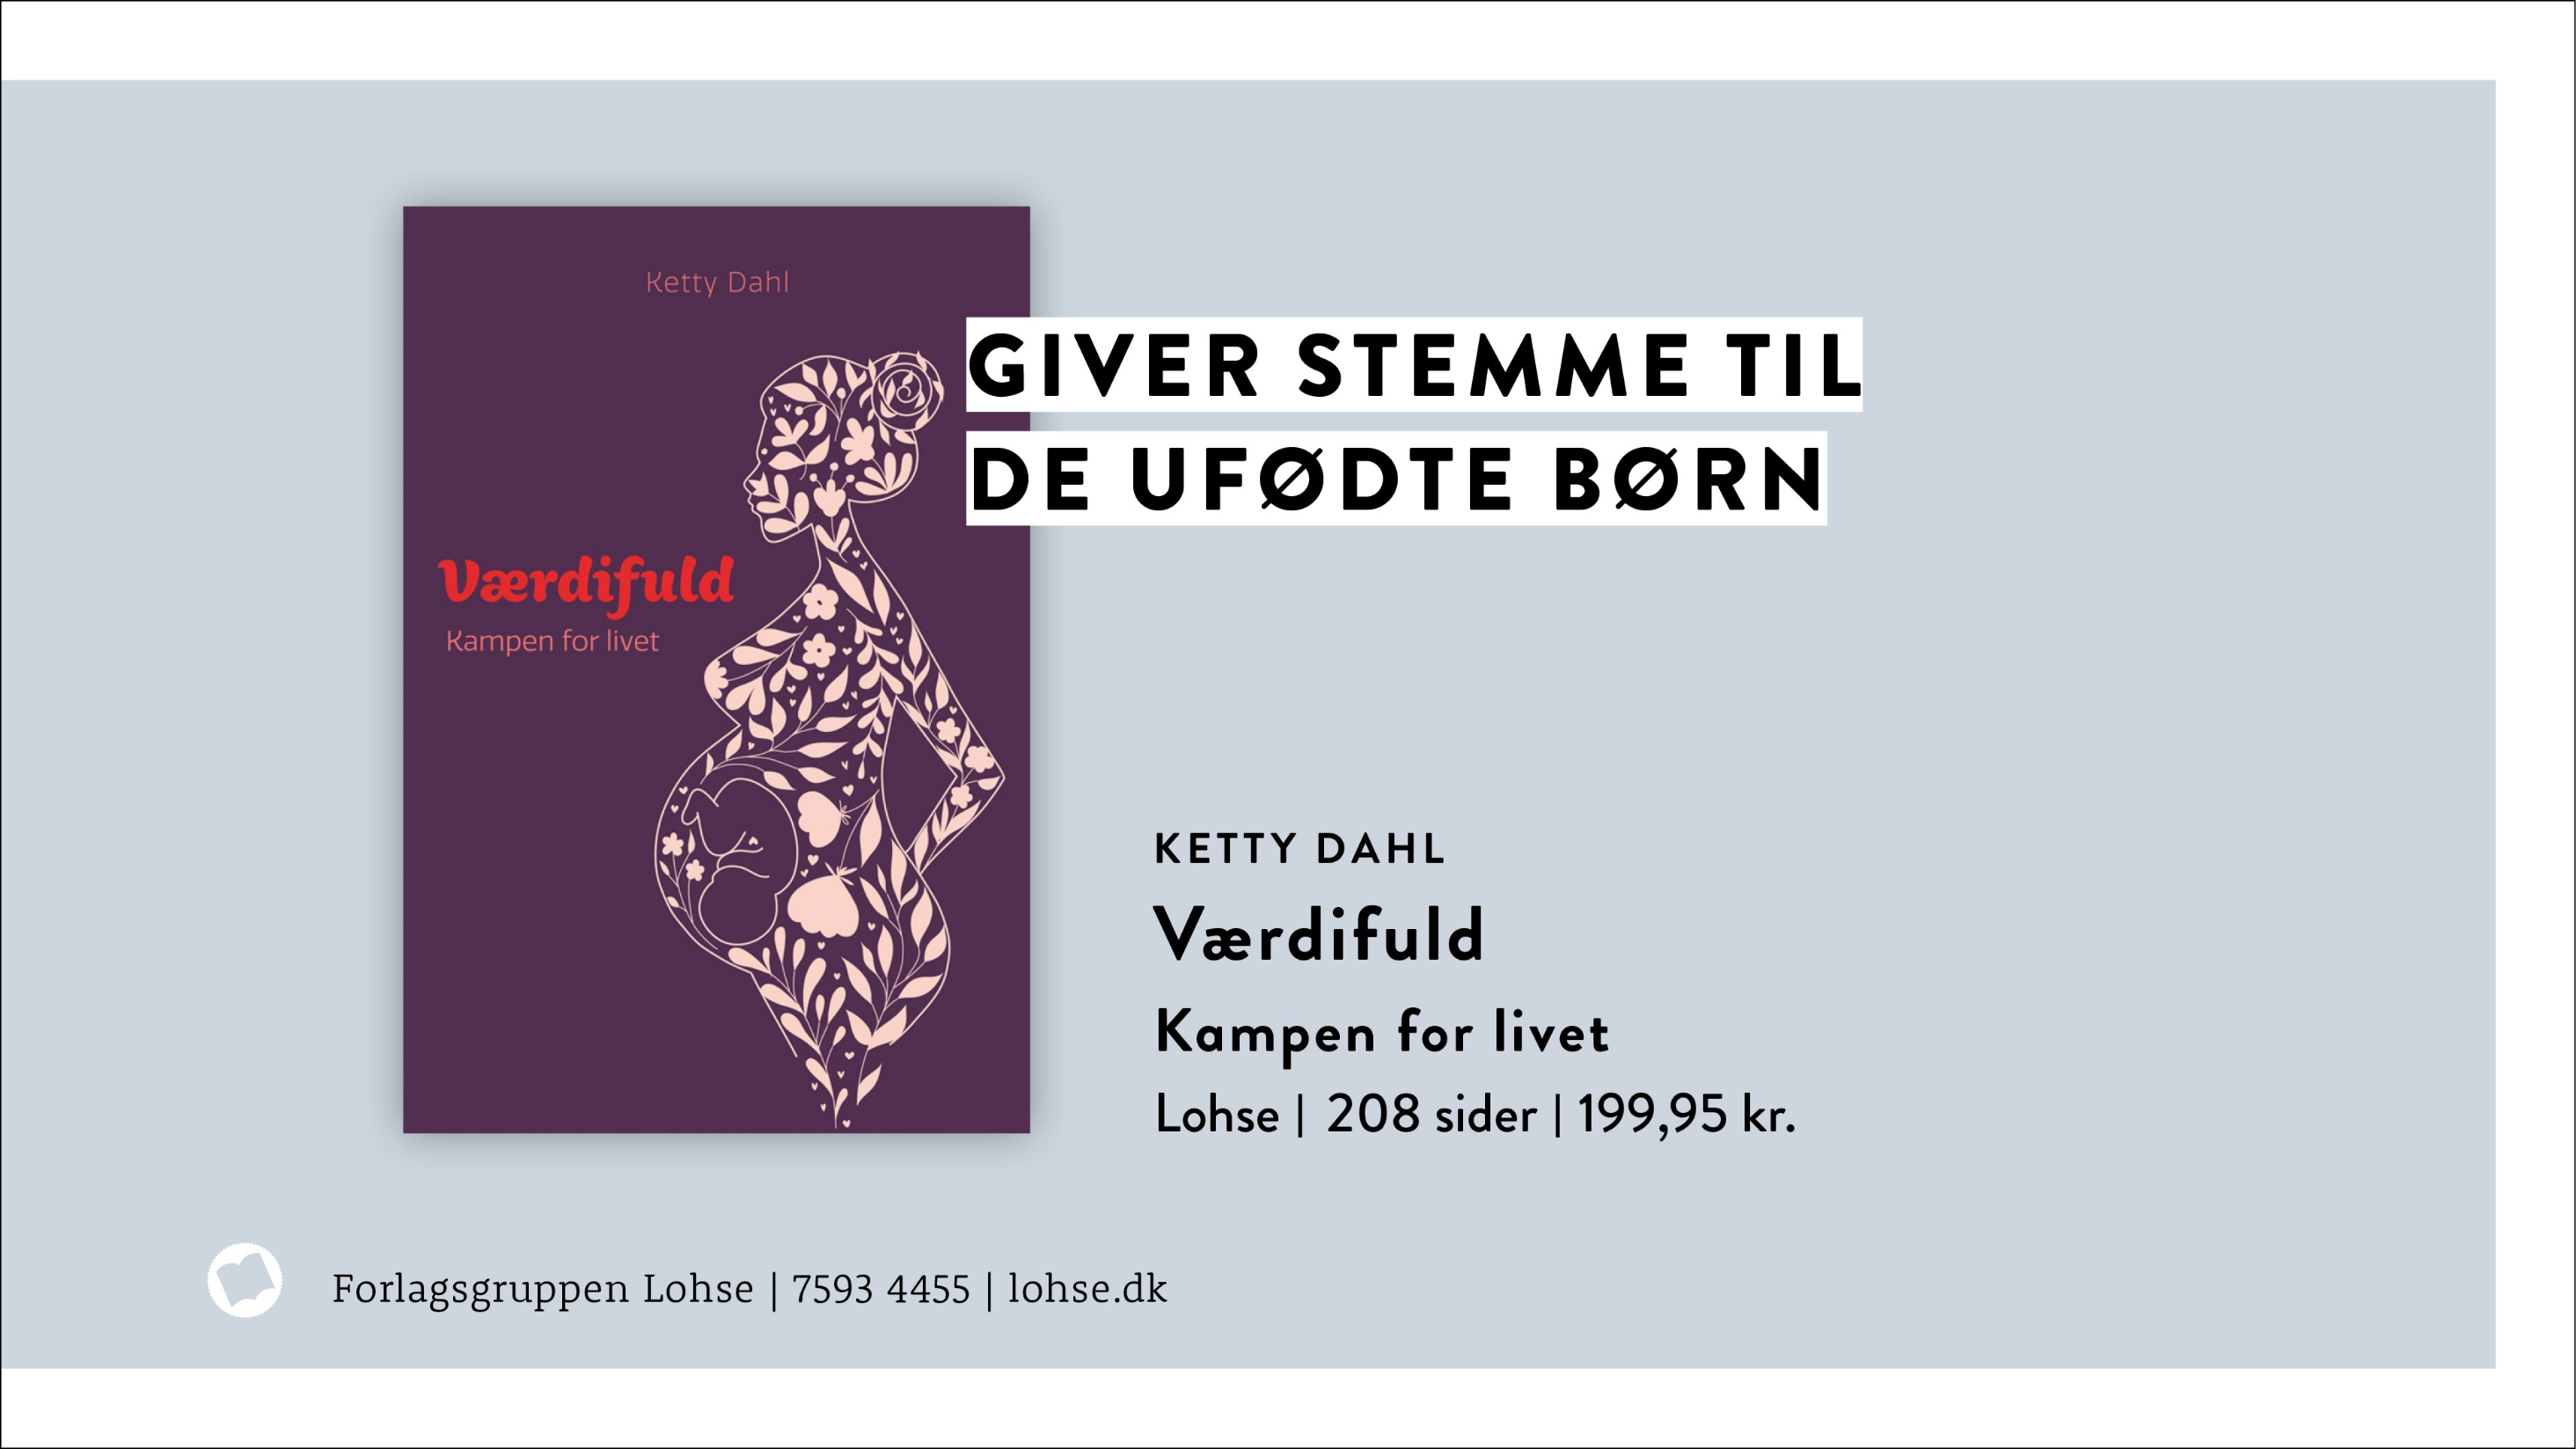 Ketty Dahl
Værdifuld
Kampen for livet
GIVER STEMME TIL
DE UFØDTE BØRN
KETTY DAHL
Værdifuld
Kampen for livet
Lohse | 208 sider | 199,95 kr.
Forlagsgruppen Lohse | 7593 4455 | lohse.dk